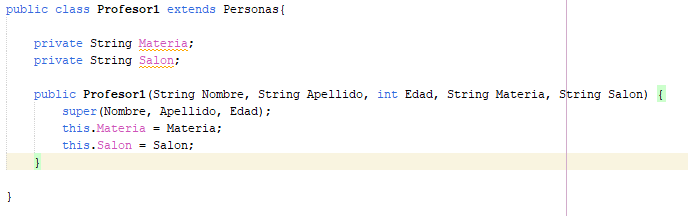 public class Profesor1 extends Personas{
private String Materia;
private String Salon;
public Profesor1(String Nombre, String Apellido, int Edad, String Materia, String Salon) {
super(Nombre, Apellido, Edad);
this.Materia = Materia;
this.Salon = Salon;
}
}